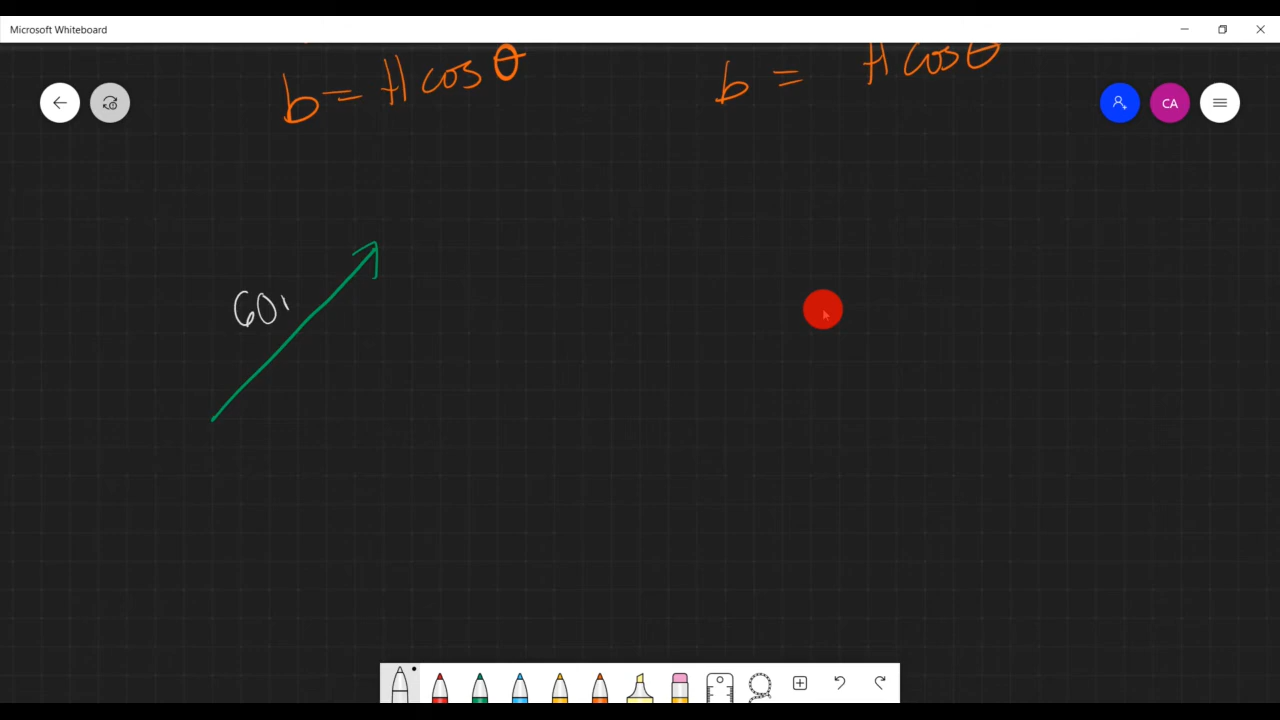 Microsoft Whiteboard
b = H cos θ
b = H cos θ
CA
60